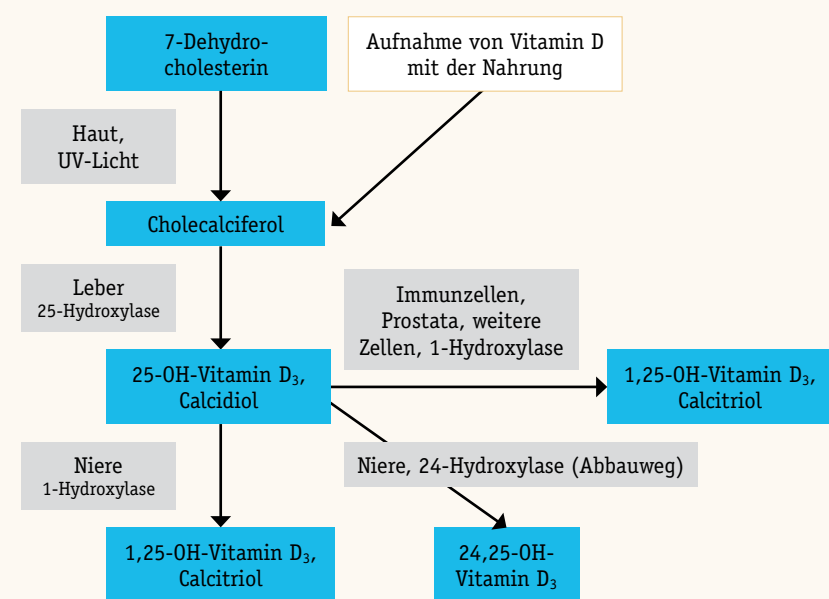 7-Dehydro-
cholesterin
Aufnahme von Vitamin D
mit der Nahrung
Haut,
UV-Licht
Cholecalciferol
Leber
25-Hydroxylase
Immunzellen,
Prostata, weitere
Zellen, 1-Hydroxylase
25-OH-Vitamin D₃,
Calcidiol
1,25-OH-Vitamin D₃,
Calcitriol
Niere
1-Hydroxylase
Niere, 24-Hydroxylase (Abbauweg)
1,25-OH-Vitamin D₃,
Calcitriol
24,25-OH-
Vitamin D₃